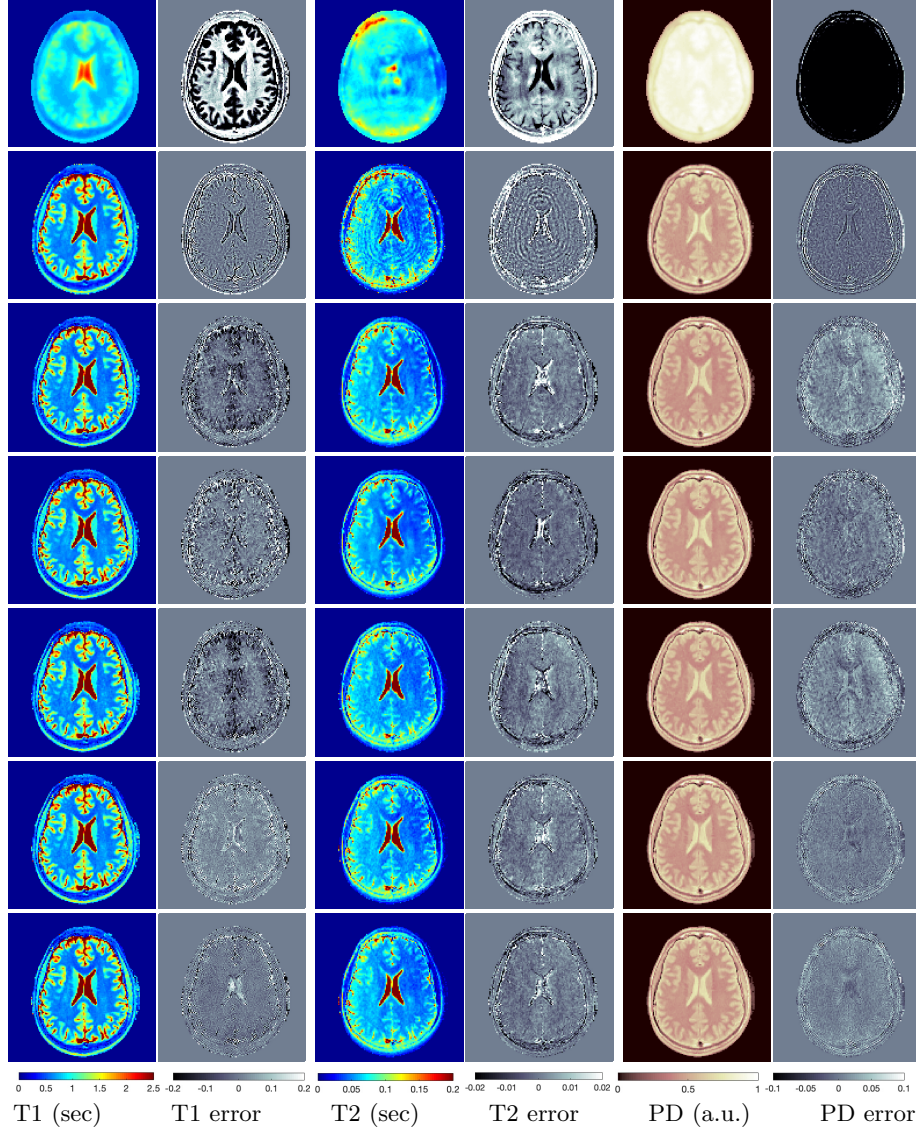 0 0.5 1 1.5 2 2.5
-0.2 -0.1 0 0.1 0.2
0 0.05 0.1 0.15 0.2
-0.02 -0.01 0 0.01 0.02
0 0.5 1
-0.1 -0.05 0 0.05 0.1
T1 (sec)
T1 error
T2 (sec)
T2 error
PD (a.u.)
PD error